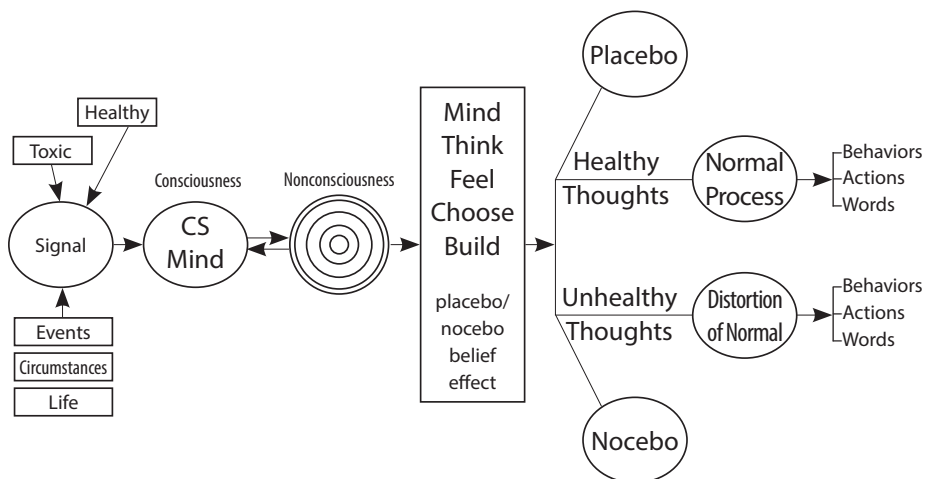 Healthy
Toxic
Signal
Events
Circumstances
Life
Consciousness
CS
Mind
Nonconsciousness
Mind
Think
Feel
Choose
Build
placebo/
nocebo
belief
effect
Placebo
Healthy
Thoughts
Normal
Process
Behaviors
Actions
Words
Unhealthy
Thoughts
Distortion
of Normal
Behaviors
Actions
Words
Nocebo